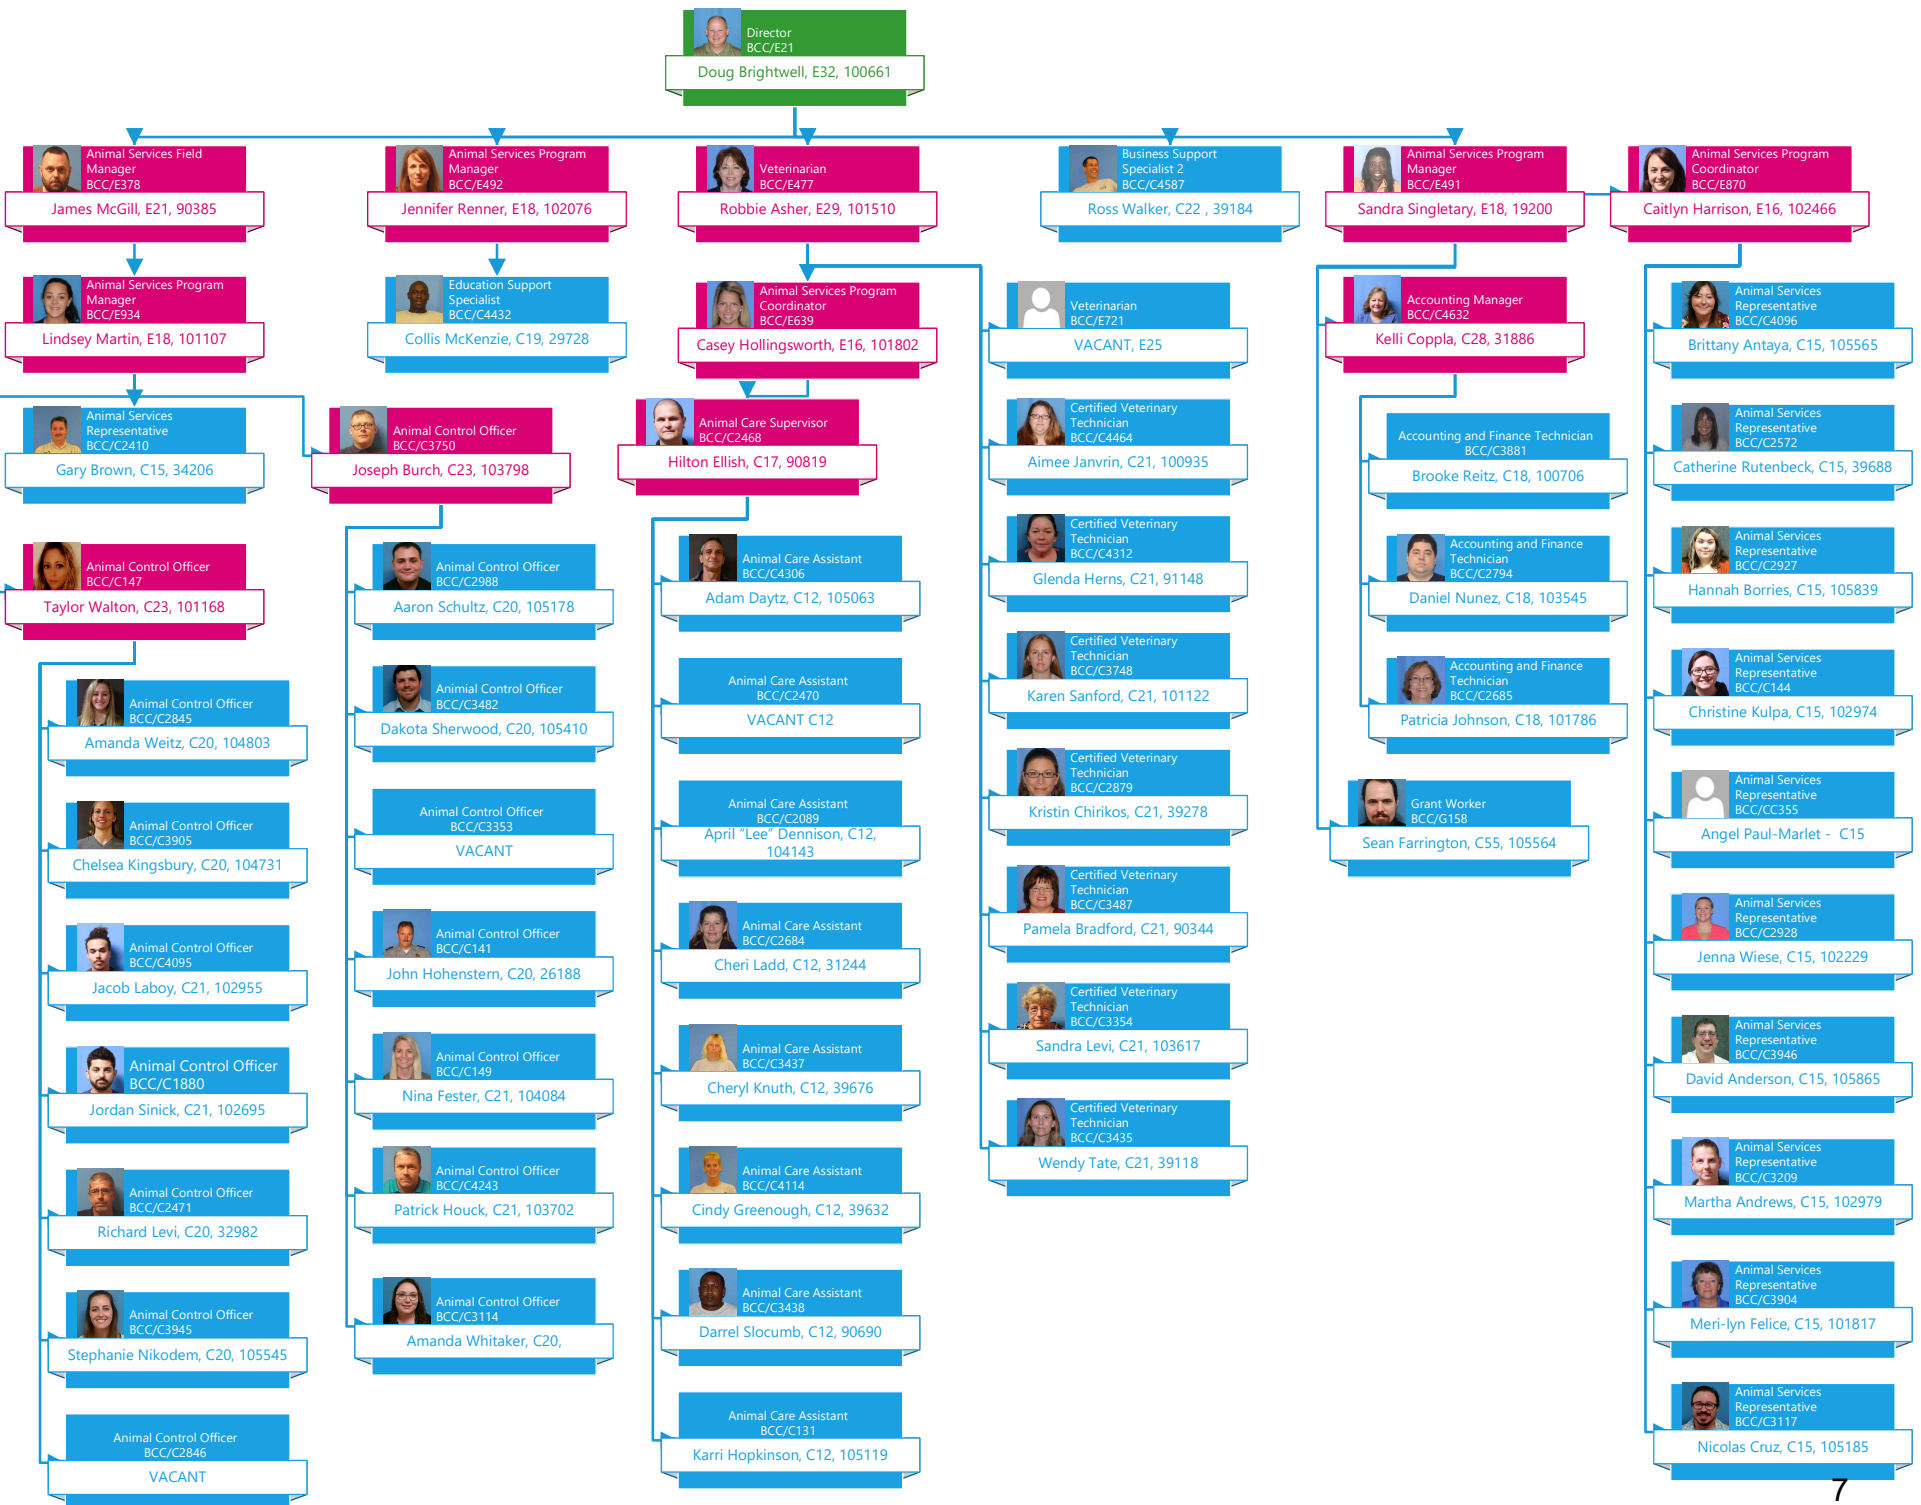 Director
BCC/E21
Doug Brightwell, E32, 100661
Animal Services Field
Manager
BCC/E378
James McGill, E21, 90385
Animal Services Program
Manager
BCC/E492
Jennifer Renner, E18, 102076
Veterinarian
BCC/E477
Robbie Asher, E29, 101510
Business Support
Specialist 2
BCC/C4587
Ross Walker, C22 , 39184
Animal Services Program
Manager
BCC/E491
Sandra Singletary, E18, 19200
Animal Services Program
Coordinator
BCC/E870
Caitlyn Harrison, E16, 102466
Animal Services Program
Manager
BCC/E934
Lindsey Martin, E18, 101107
Education Support
Specialist
BCC/C4432
Collis McKenzie, C19, 29728
Animal Services Program
Coordinator
BCC/E639
Casey Hollingsworth, E16, 101802
Animal Services
Representative
BCC/C2410
Gary Brown, C15, 34206
Animal Control Officer
BCC/C3750
Joseph Burch, C23, 103798
Animal Care Supervisor
BCC/C2468
Hilton Ellish, C17, 90819
Animal Control Officer
BCC/C147
Taylor Walton, C23, 101168
Animal Control Officer
BCC/C2845
Amanda Weitz, C20, 104803
Animal Control Officer
BCC/C3905
Chelsea Kingsbury, C20, 104731
Animal Control Officer
BCC/C4095
Jacob Laboy, C21, 102955
Animal Control Officer
BCC/C1880
Jordan Sinick, C21, 102695
Animal Control Officer
BCC/C2471
Richard Levi, C20, 32982
Animal Control Officer
BCC/C3945
Stephanie Nikodem, C20, 105545
Animal Control Officer
BCC/C2846
VACANT
Animal Control Officer
BCC/C2988
Aaron Schultz, C20, 105178
Animial Control Officer
BCC/C3482
Dakota Sherwood, C20, 105410
Animal Control Officer
BCC/C3353
VACANT
Animal Control Officer
BCC/C141
John Hohenstern, C20, 26188
Animal Control Officer
BCC/C149
Nina Fester, C21, 104084
Animal Control Officer
BCC/C4243
Patrick Houck, C21, 103702
Animal Control Officer
BCC/C3114
Amanda Whitaker, C20,
Animal Care Assistant
BCC/C4306
Adam Daytz, C12, 105063
Animal Care Assistant
BCC/C2470
VACANT C12
Animal Care Assistant
BCC/C2089
April "Lee" Dennison, C12,
104143
Animal Care Assistant
BCC/C2684
Cheri Ladd, C12, 31244
Animal Care Assistant
BCC/C3437
Cheryl Knuth, C12, 39676
Animal Care Assistant
BCC/C4114
Cindy Greenough, C12, 39632
Animal Care Assistant
BCC/C3438
Darrel Slocumb, C12, 90690
Animal Care Assistant
BCC/C131
Karri Hopkinson, C12, 105119
Veterinarian
BCC/E721
VACANT, E25
Certified Veterinary
Technician
BCC/C4464
Aimee Janvrin, C21, 100935
Certified Veterinary
Technician
BCC/C4312
Glenda Herns, C21, 91148
Certified Veterinary
Technician
BCC/C3748
Karen Sanford, C21, 101122
Certified Veterinary
Technician
BCC/C2879
Kristin Chirikos, C21, 39278
Certified Veterinary
Technician
BCC/C3487
Pamela Bradford, C21, 90344
Certified Veterinary
Technician
BCC/C3354
Sandra Levi, C21, 103617
Certified Veterinary
Technician
BCC/C3435
Wendy Tate, C21, 39118
Accounting Manager
BCC/C4632
Kelli Coppla, C28, 31886
Accounting and Finance Technician
BCC/C3881
Brooke Reitz, C18, 100706
Accounting and Finance
Technician
BCC/C2794
Daniel Nunez, C18, 103545
Accounting and Finance
Technician
BCC/C2685
Patricia Johnson, C18, 101786
Grant Worker
BCC/G158
Sean Farrington, C55, 105564
Animal Services
Representative
BCC/C4096
Brittany Antaya, C15, 105565
Animal Services
Representative
BCC/C2572
Catherine Rutenbeck, C15, 39688
Animal Services
Representative
BCC/C2927
Hannah Borries, C15, 105839
Animal Services
Representative
BCC/C144
Christine Kulpa, C15, 102974
Animal Services
Representative
BCC/CC355
Angel Paul-Marlet - C15
Animal Services
Representative
BCC/C2928
Jenna Wiese, C15, 102229
Animal Services
Representative
BCC/C3946
David Anderson, C15, 105865
Animal Services
Representative
BCC/C3209
Martha Andrews, C15, 102979
Animal Services
Representative
BCC/C3904
Meri-lyn Felice, C15, 101817
Animal Services
Representative
BCC/C3117
Nicolas Cruz, C15, 105185
7